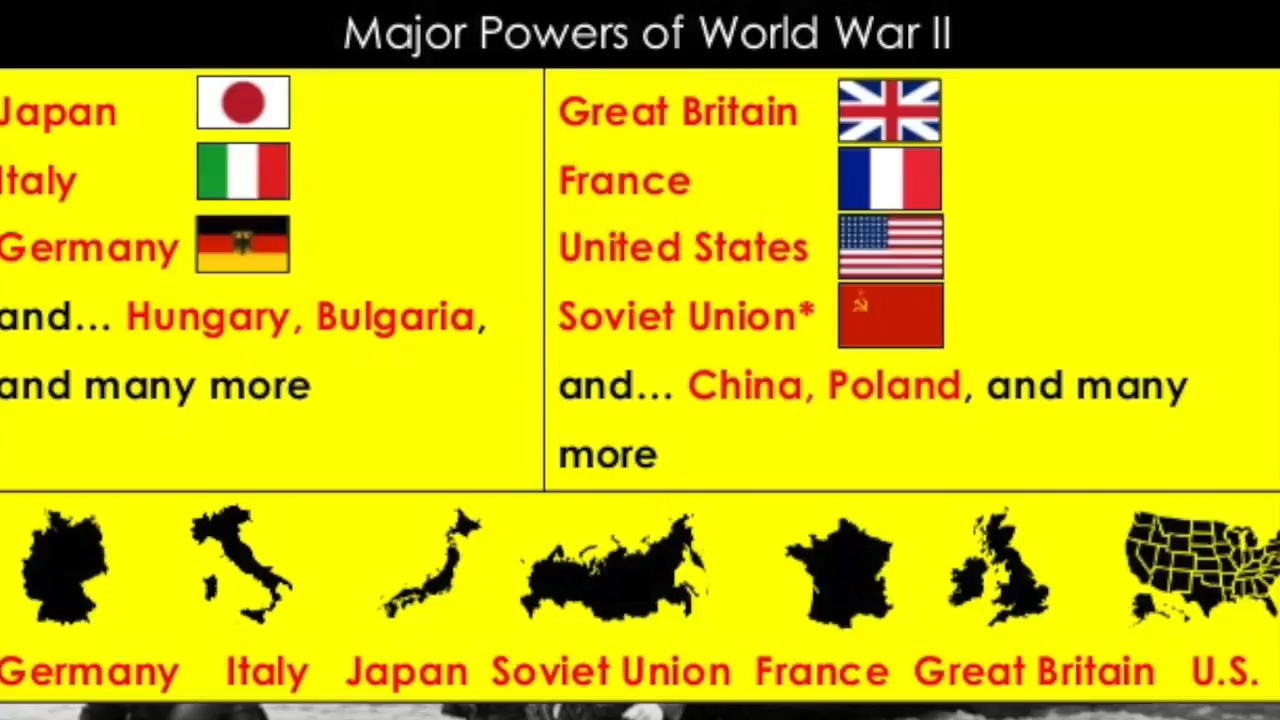 Major Powers of World War II
Japan
Italy
Germany
and... Hungary, Bulgaria,
and many more
Great Britain
France
United States
Soviet Union*
and... China, Poland, and many
more
Germany Italy Japan Soviet Union France Great Britain U.S.